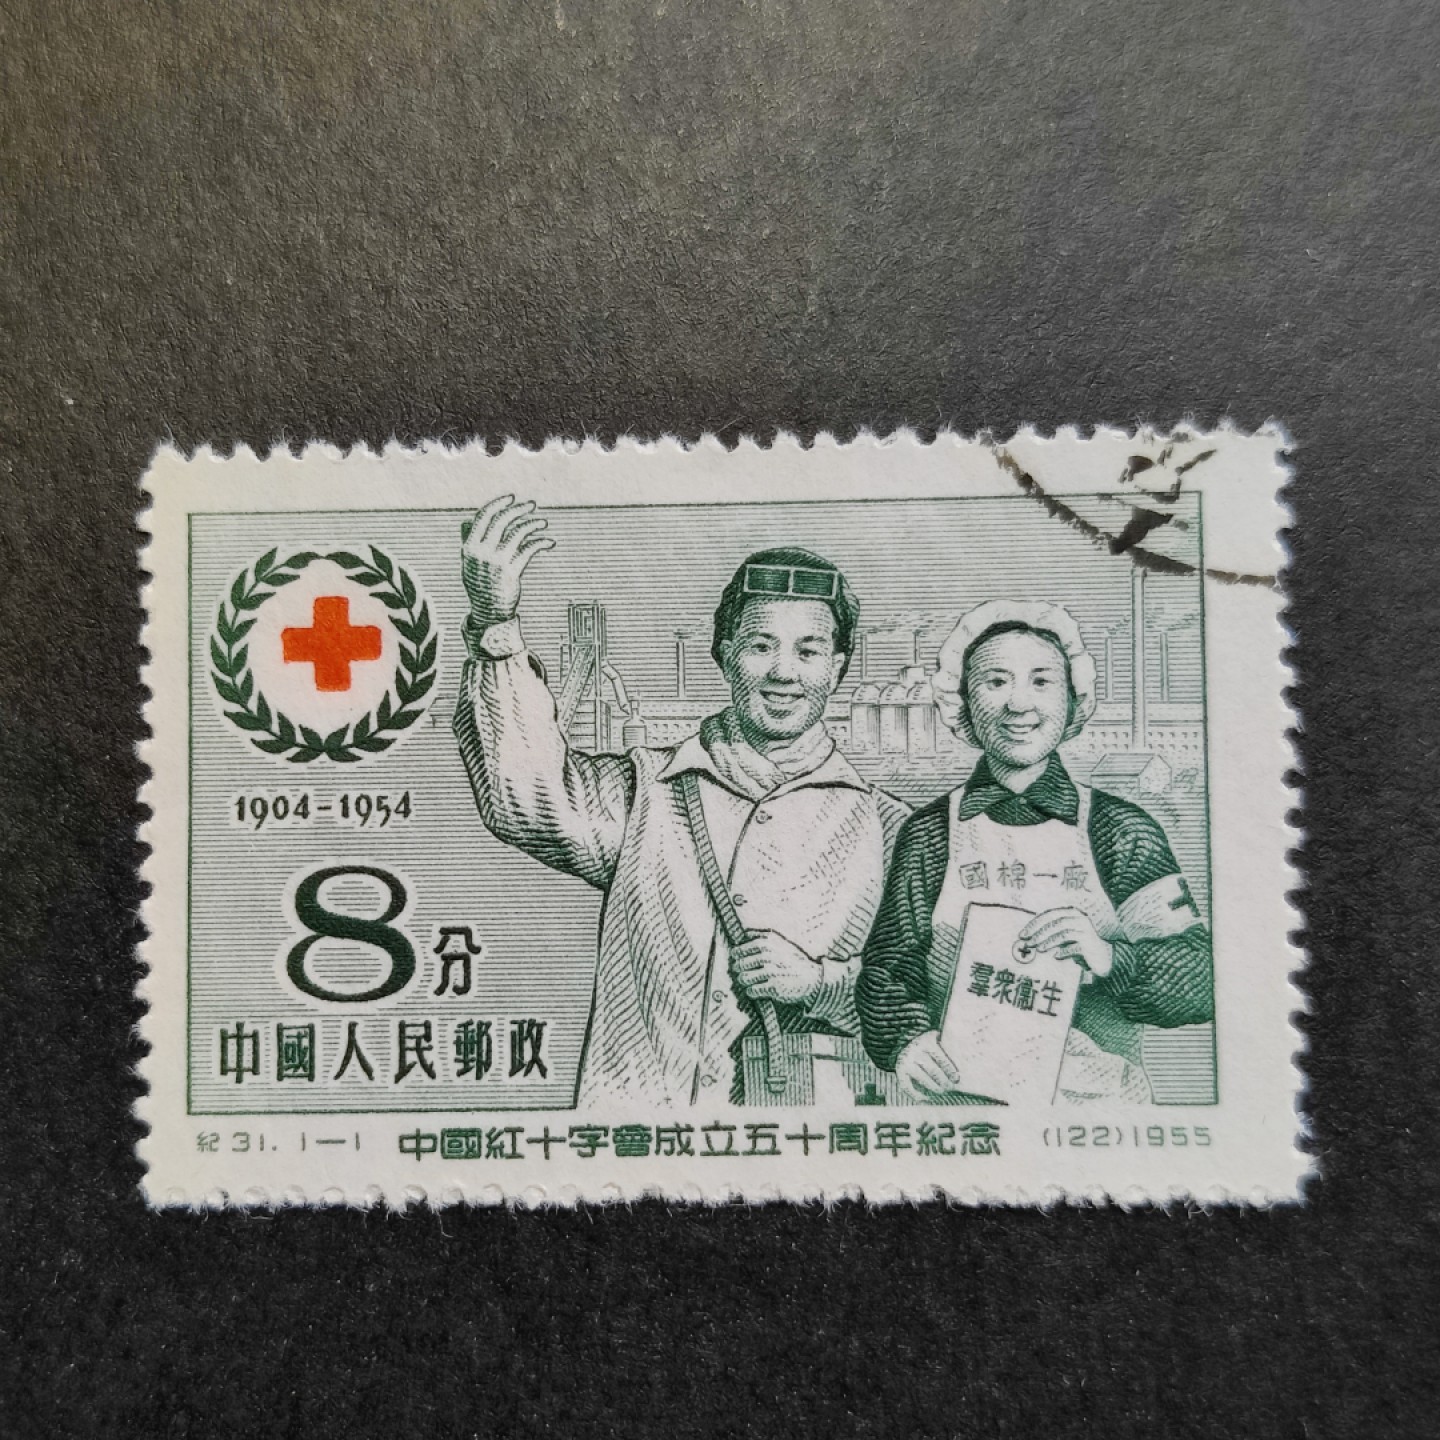 1904-1954
8分
中國人民郵政
國棉一廠
羣衆衞生
紀31.1-1 中國紅十字會成立五十周年紀念 (122)1955